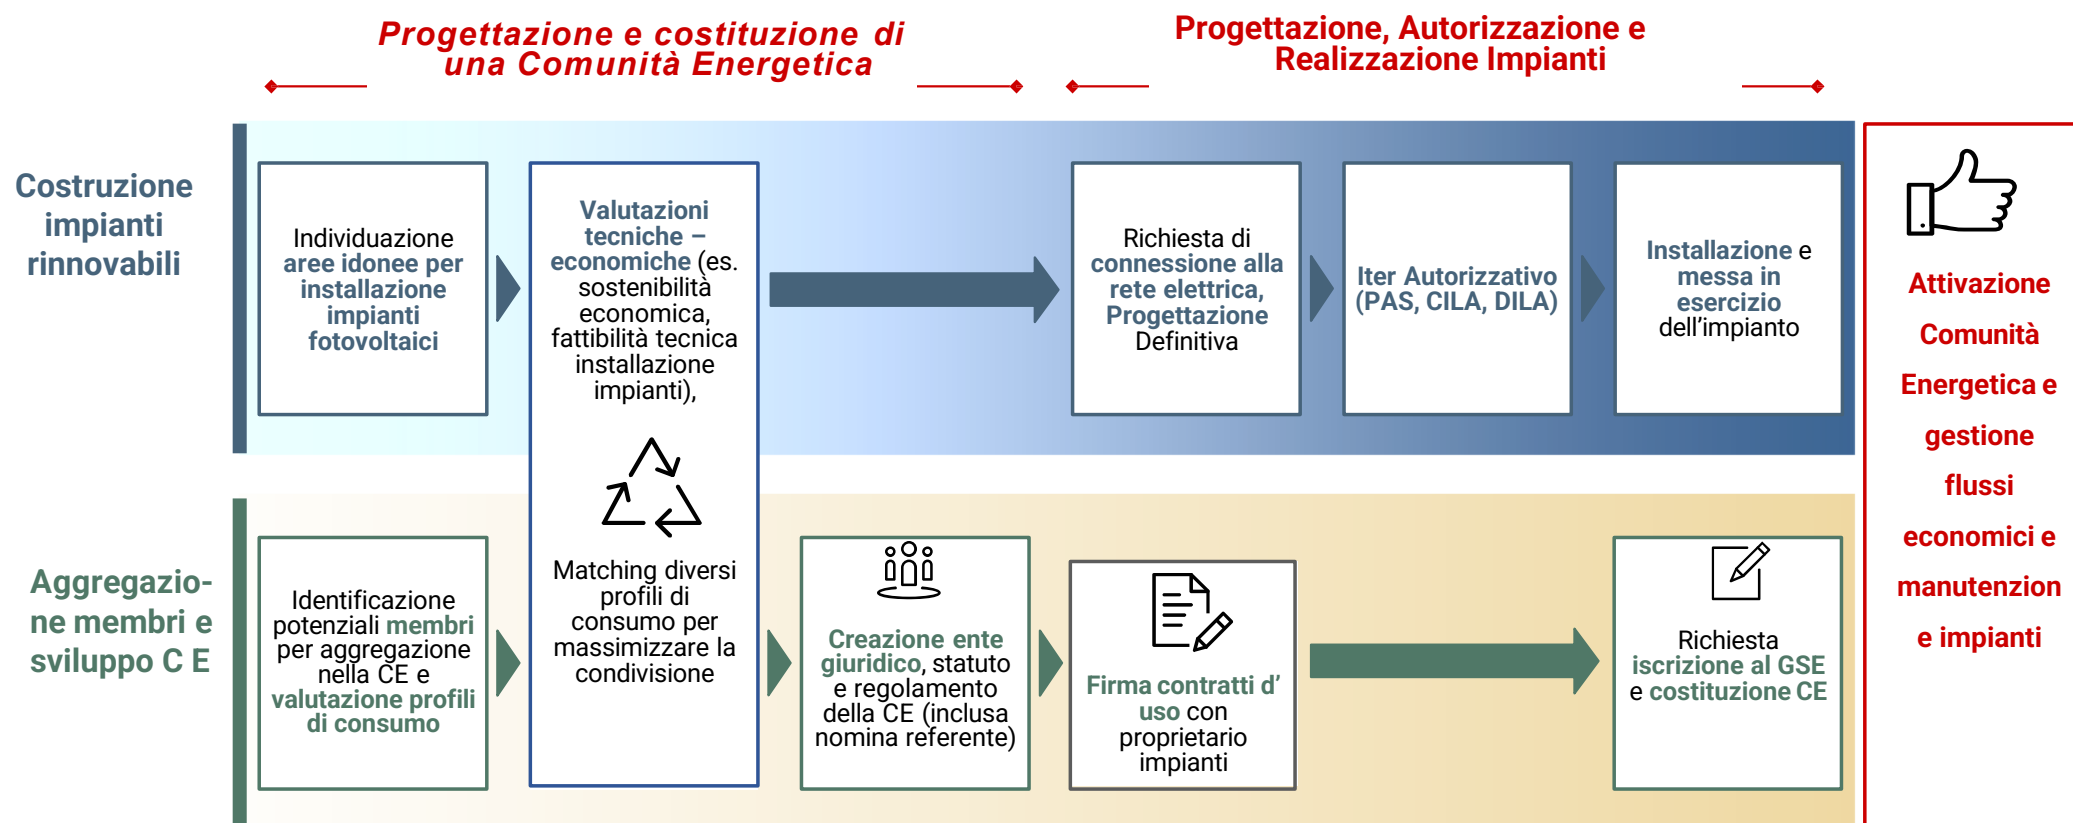 Progettazione e costituzione di
una Comunità Energetica
Progettazione, Autorizzazione e
Realizzazione Impianti
Costruzione
impianti
rinnovabili
Individuazione
aree idonee per
installazione
impianti
fotovoltaici
Valutazioni
tecniche –
economiche (es.
sostenibilità
economica,
fattibilità tecnica
installazione
impianti),
Matching diversi
profili di
consumo per
massimizzare la
condivisione
Richiesta di
connessione alla
rete elettrica,
Progettazione
Definitiva
Iter Autorizzativo
(PAS, CILA, DILA)
Installazione e
messa in
esercizio
dell’impianto
Aggregazio-
ne membri e
sviluppo C E
Identificazione
potenziali membri
per aggregazione
nella CE e
valutazione profili
di consumo
Creazione ente
giuridico, statuto
e regolamento
della CE (inclusa
nomina referente)
Firma contratti d’
uso con
proprietario
impianti
Richiesta
iscrizione al GSE
e costituzione CE
Attivazione
Comunità
Energetica e
gestione
flussi
economici e
manutenzion
e impianti